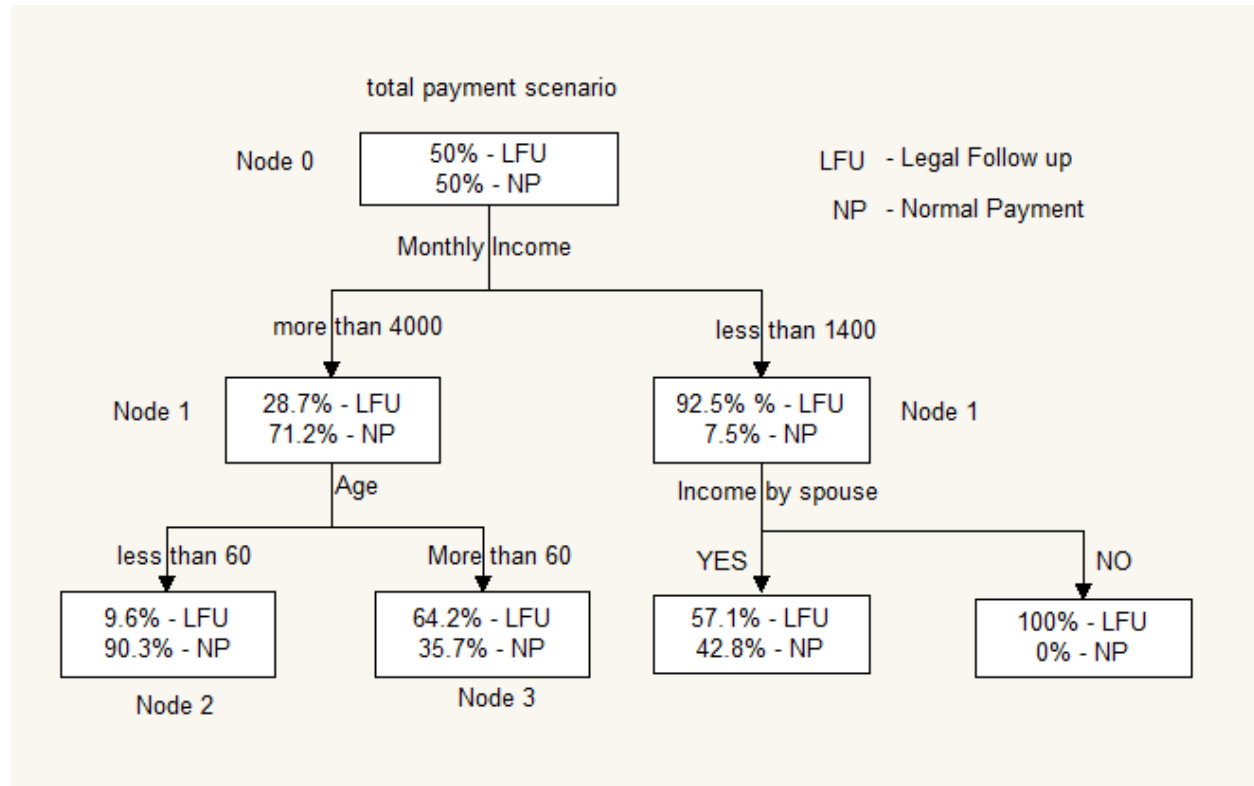 total payment scenario
Node 0
50% - LFU
50% - NP
LFU - Legal Follow up
NP - Normal Payment
Monthly Income
more than 4000
less than 1400
Node 1
28.7% - LFU
71.2% - NP
92.5% % - LFU
7.5% - NP
Node 1
Age
Income by spouse
less than 60
More than 60
YES
NO
9.6% - LFU
90.3% - NP
64.2% - LFU
35.7% - NP
57.1% - LFU
42.8% - NP
100% - LFU
0% - NP
Node 2
Node 3